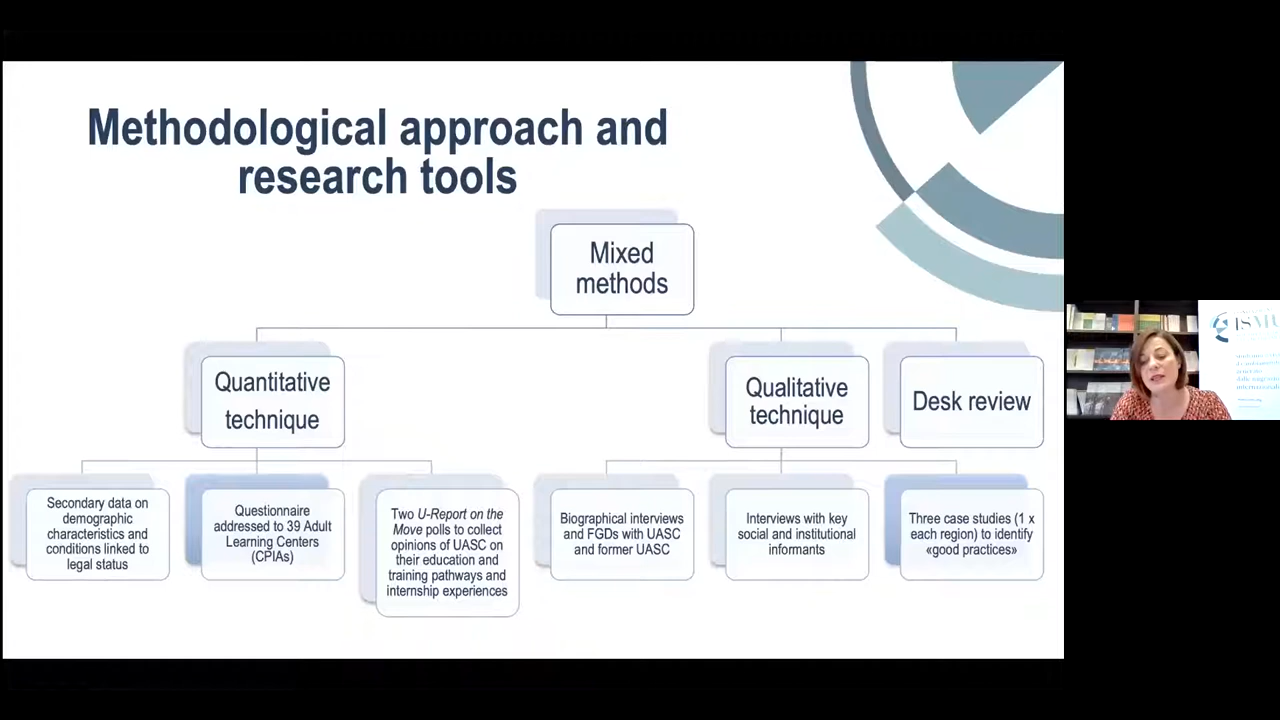 Methodological approach and
research tools
Mixed
methods
Quantitative
technique
Qualitative
technique
Desk review
Secondary data on
demographic
characteristics and
conditions linked to
legal status
Questionnaire
addressed to 39 Adult
Learning Centers
(CPIAs)
Two U-Report on the
Move polls to collect
opinions of UASC on
their education and
training pathways and
internship experiences
Biographical interviews
and FGDs with UASC
and former UASC
Interviews with key
social and institutional
informants
Three case studies (1 x
each region) to identify
«good practices»
ISMU